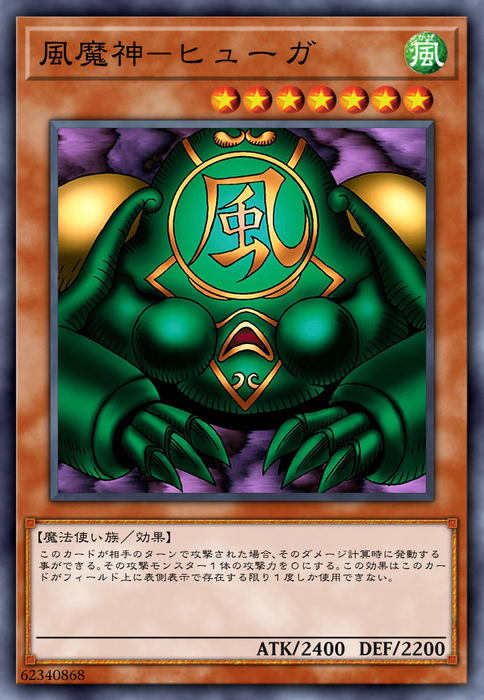 風魔神−ヒューガ
かぜ
風
風
【魔法使い族／効果】
このカードが相手のターンで攻撃された場合、そのダメージ計算時に発動する
事ができる。その攻撃モンスター１体の攻撃力を０にする。この効果はこのカー
ドがフィールド上に表側表示で存在する限り１度しか使用できない。
ATK/2400 DEF/2200
62340868